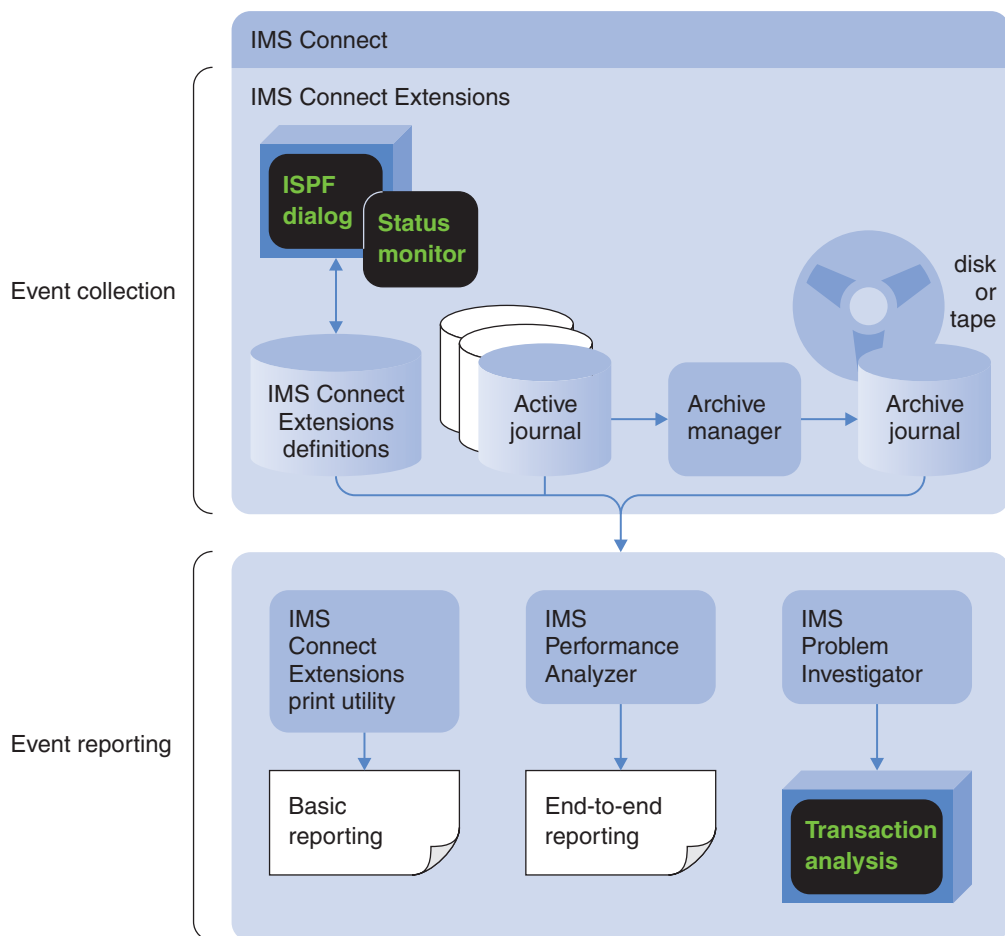 IMS Connect
IMS Connect Extensions
ISPF
dialog
Status
monitor
Event collection
disk
or
tape
IMS Connect
Extensions
definitions
Active
journal
Archive
manager
Archive
journal
IMS
Connect
Extensions
print utility
IMS
Performance
Analyzer
IMS
Problem
Investigator
Event reporting
Basic
reporting
End-to-end
reporting
Transaction
analysis